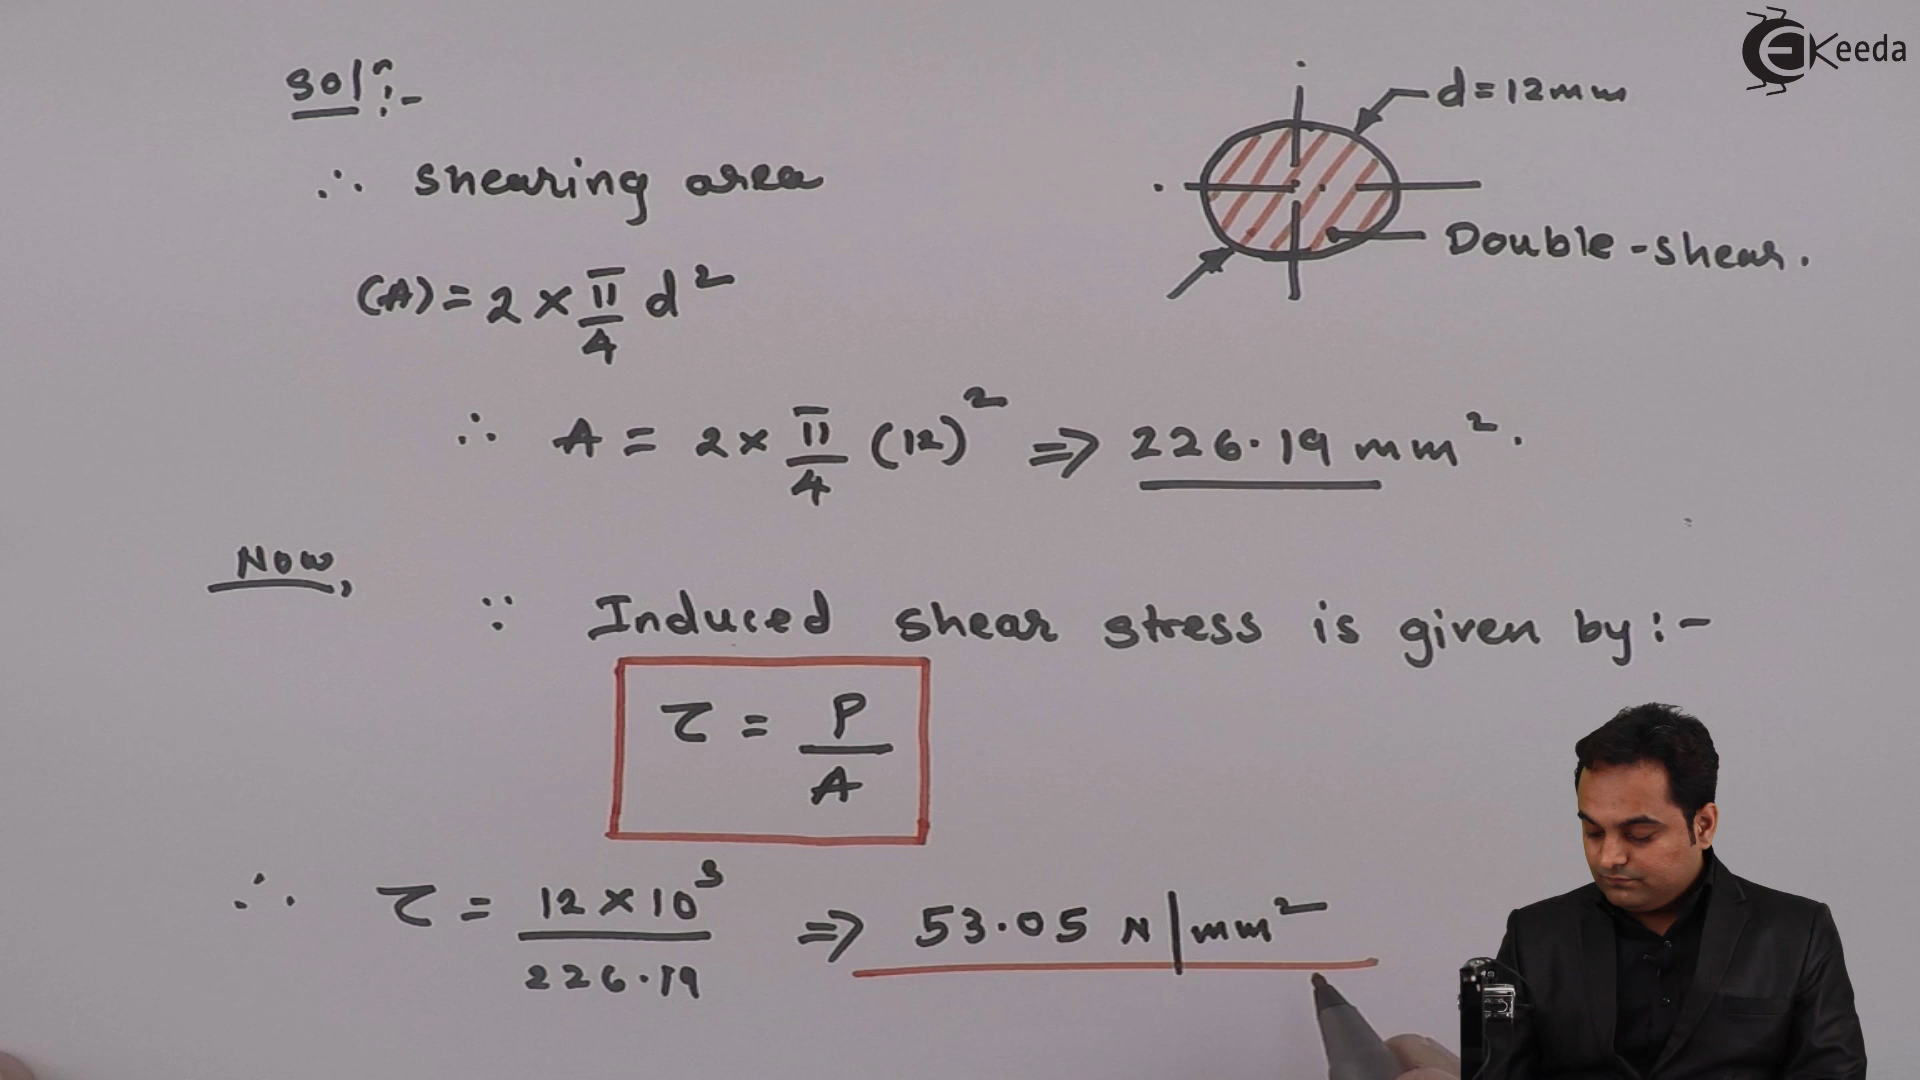 Ekeeda
Solⁿ:-
d=12mm
∴ shearing area
Double-shear.
(A) = 2 × π/4 d²
∴ A = 2 × π/4 (12)² ⇒ 226.19 mm².
Now,
∵ Induced shear stress is given by:-
τ = P/A
∴ τ = 12×10³/226.19 ⇒ 53.05 N/mm²